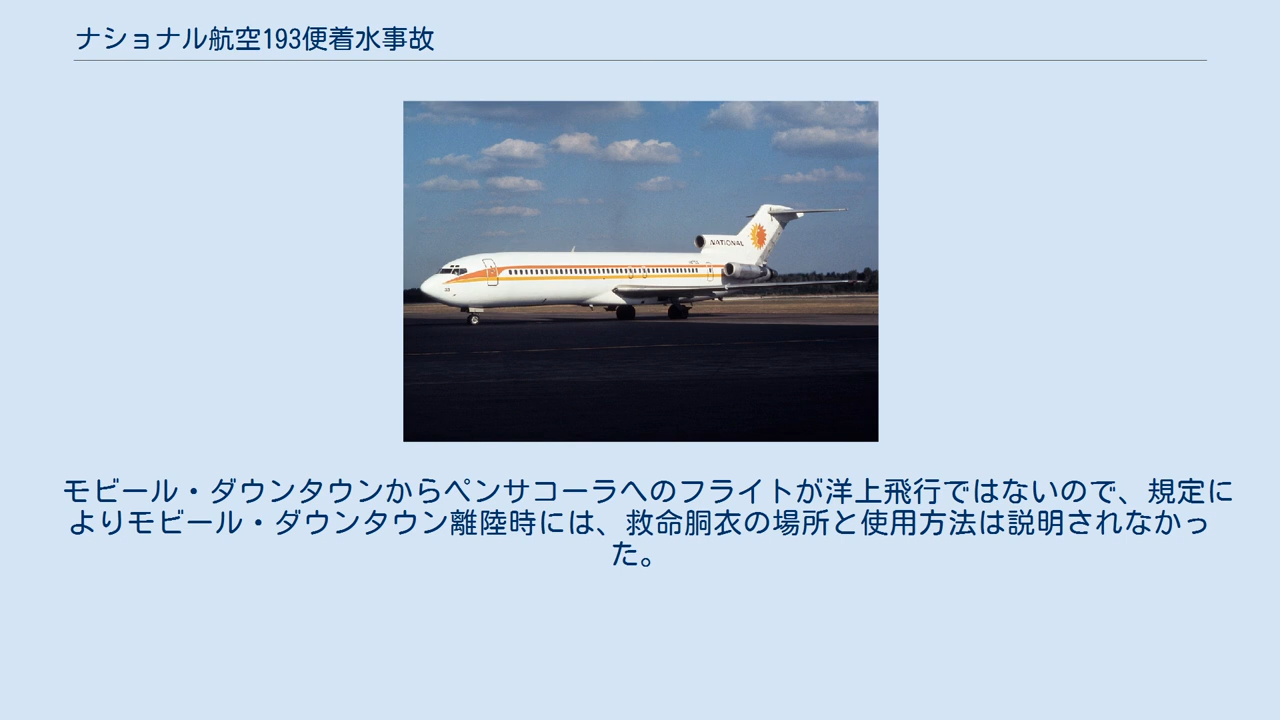 ナショナル航空193便着水事故
NATIONAL
モビール・ダウンタウンからペンサコーラへのフライトが洋上飛行ではないので、規定に
よりモビール・ダウンタウン離陸時には、救命胴衣の場所と使用方法は説明されなかっ
た。